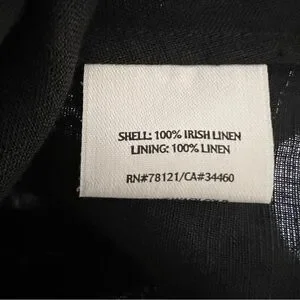 SHELL: 100% IRISH LINEN
LINING: 100% LINEN
RN#78121/CA#34460